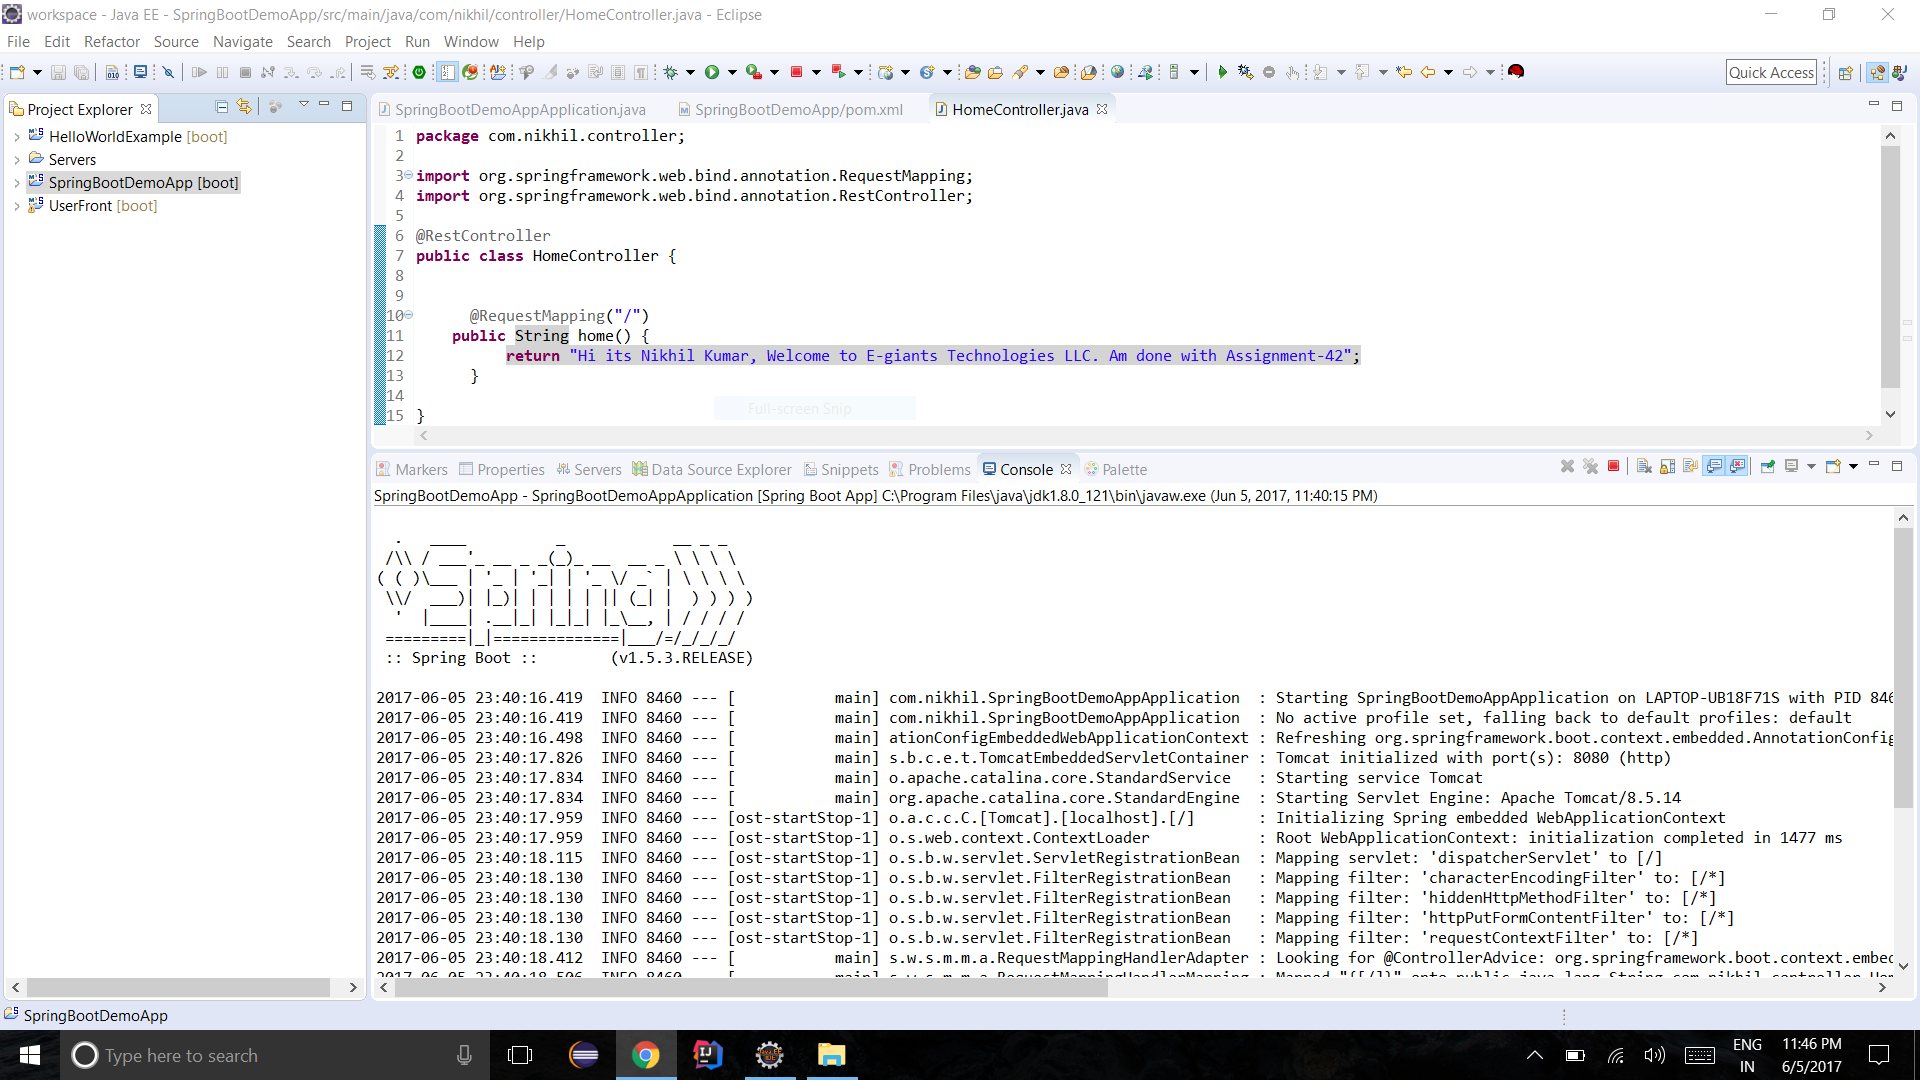 workspace - Java EE - SpringBootDemoApp/src/main/java/com/nikhil/controller/HomeController.java - Eclipse
File Edit Refactor Source Navigate Search Project Run Window Help
Quick Access
Project Explorer
HelloWorldExample [boot]
Servers
SpringBootDemoApp [boot]
UserFront [boot]
SpringBootDemoAppApplication.java SpringBootDemoApp/pom.xml HomeController.java
1 package com.nikhil.controller;
2
3 import org.springframework.web.bind.annotation.RequestMapping;
4 import org.springframework.web.bind.annotation.RestController;
5
6 @RestController
7 public class HomeController {
8
9
10 @RequestMapping("/")
11 public String home() {
12 return "Hi its Nikhil Kumar, Welcome to E-giants Technologies LLC. Am done with Assignment-42";
13 }
14
15 }
Full-screen Snip
Markers Properties Servers Data Source Explorer Snippets Problems Console Palette
SpringBootDemoApp - SpringBootDemoAppApplication [Spring Boot App] C:\Program Files\java\jdk1.8.0_121\bin\javaw.exe (Jun 5, 2017, 11:40:15 PM)
  .   ____          _            __ _ _
 /\\ / ___'_ __ _ _(_)_ __  __ _ \ \ \ \
( ( )\___ | '_ | '_| | '_ \/ _` | \ \ \ \
 \\/  ___)| |_)| | | | | || (_| |  ) ) ) )
  '  |____| .__|_| |_|_| |_\__, | / / / /
 =========|_|==============|___/=/_/_/_/
 :: Spring Boot ::        (v1.5.3.RELEASE)
2017-06-05 23:40:16.419  INFO 8460 --- [           main] com.nikhil.SpringBootDemoAppApplication  : Starting SpringBootDemoAppApplication on LAPTOP-UB18F71S with PID 846
2017-06-05 23:40:16.419  INFO 8460 --- [           main] com.nikhil.SpringBootDemoAppApplication  : No active profile set, falling back to default profiles: default
2017-06-05 23:40:16.498  INFO 8460 --- [           main] ationConfigEmbeddedWebApplicationContext : Refreshing org.springframework.boot.context.embedded.AnnotationConfig
2017-06-05 23:40:17.826  INFO 8460 --- [           main] s.b.c.e.t.TomcatEmbeddedServletContainer : Tomcat initialized with port(s): 8080 (http)
2017-06-05 23:40:17.834  INFO 8460 --- [           main] o.apache.catalina.core.StandardService   : Starting service Tomcat
2017-06-05 23:40:17.834  INFO 8460 --- [           main] org.apache.catalina.core.StandardEngine  : Starting Servlet Engine: Apache Tomcat/8.5.14
2017-06-05 23:40:17.959  INFO 8460 --- [ost-startStop-1] o.a.c.c.C.[Tomcat].[localhost].[/]       : Initializing Spring embedded WebApplicationContext
2017-06-05 23:40:17.959  INFO 8460 --- [ost-startStop-1] o.s.web.context.ContextLoader            : Root WebApplicationContext: initialization completed in 1477 ms
2017-06-05 23:40:18.115  INFO 8460 --- [ost-startStop-1] o.s.b.w.servlet.ServletRegistrationBean  : Mapping servlet: 'dispatcherServlet' to [/]
2017-06-05 23:40:18.130  INFO 8460 --- [ost-startStop-1] o.s.b.w.servlet.FilterRegistrationBean   : Mapping filter: 'characterEncodingFilter' to: [/*]
2017-06-05 23:40:18.130  INFO 8460 --- [ost-startStop-1] o.s.b.w.servlet.FilterRegistrationBean   : Mapping filter: 'hiddenHttpMethodFilter' to: [/*]
2017-06-05 23:40:18.130  INFO 8460 --- [ost-startStop-1] o.s.b.w.servlet.FilterRegistrationBean   : Mapping filter: 'httpPutFormContentFilter' to: [/*]
2017-06-05 23:40:18.130  INFO 8460 --- [ost-startStop-1] o.s.b.w.servlet.FilterRegistrationBean   : Mapping filter: 'requestContextFilter' to: [/*]
2017-06-05 23:40:18.412  INFO 8460 --- [           main] s.w.s.m.m.a.RequestMappingHandlerAdapter : Looking for @ControllerAdvice: org.springframework.boot.context.embed
2017-06-05 23:40:18.506  INFO 8460 --- [           main] s.w.s.m.m.a.RequestMappingHandlerMapping : Mapped "{[/]}" onto public java.lang.String com.nikhil.controller.Hom
SpringBootDemoApp
Type here to search
ENG 11:46 PM
IN 6/5/2017